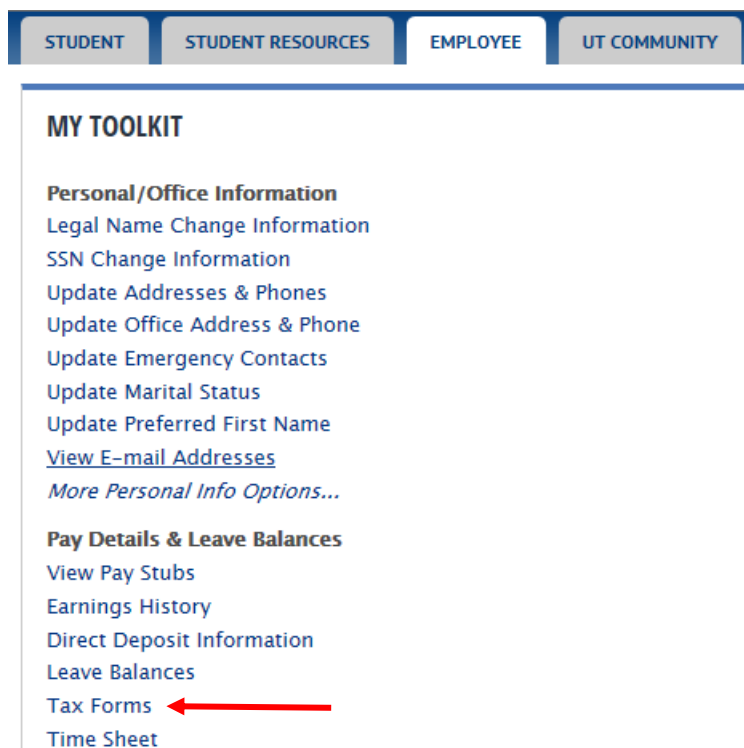 STUDENT STUDENT RESOURCES EMPLOYEE UT COMMUNITY
MY TOOLKIT
Personal/Office Information
Legal Name Change Information
SSN Change Information
Update Addresses & Phones
Update Office Address & Phone
Update Emergency Contacts
Update Marital Status
Update Preferred First Name
View E-mail Addresses
More Personal Info Options...
Pay Details & Leave Balances
View Pay Stubs
Earnings History
Direct Deposit Information
Leave Balances
Tax Forms
Time Sheet